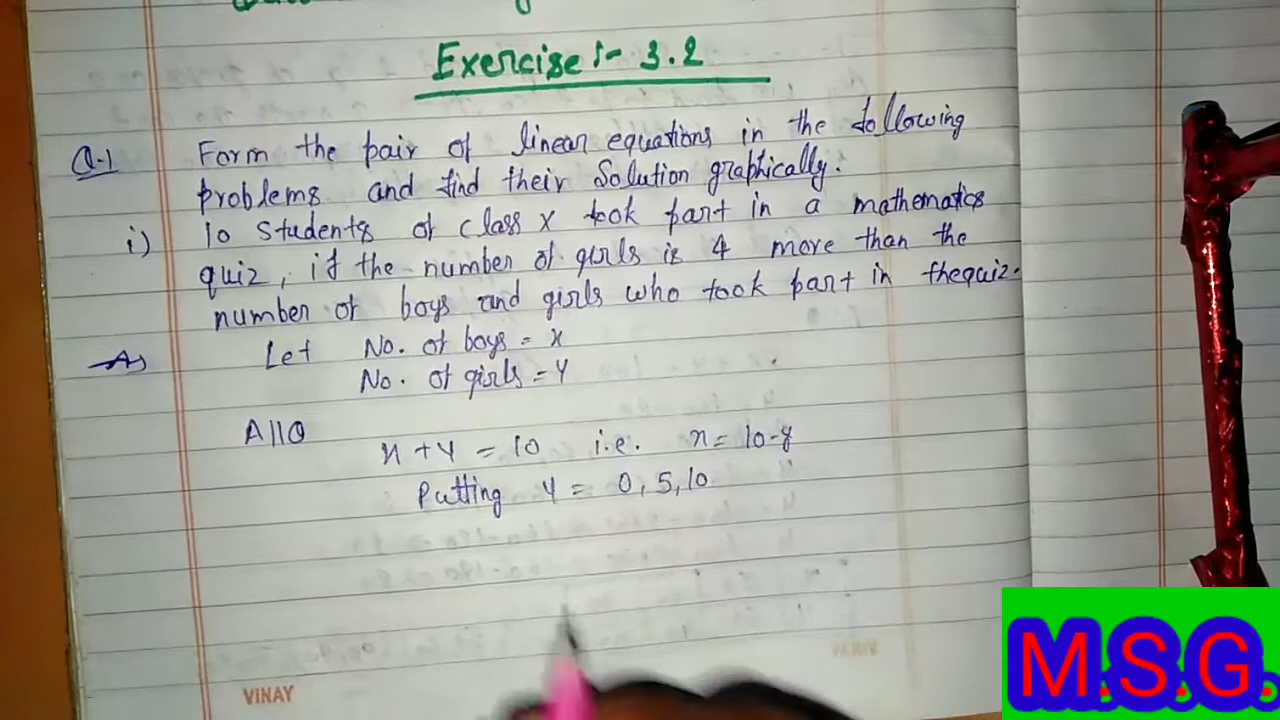 Exercise :- 3.2
Q-1 Form the pair of linear equations in the following
problems and find their Solution graphically.
i) 10 Students of class X took part in a mathematics
quiz, if the number of girls is 4 more than the
number of boys and girls who took part in thequiz.
A) Let No. of boys = x
No. of girls = y
AllQ
x + y = 10 i.e. x = 10-y
Putting y = 0, 5, 10
VINAY
M.S.G.